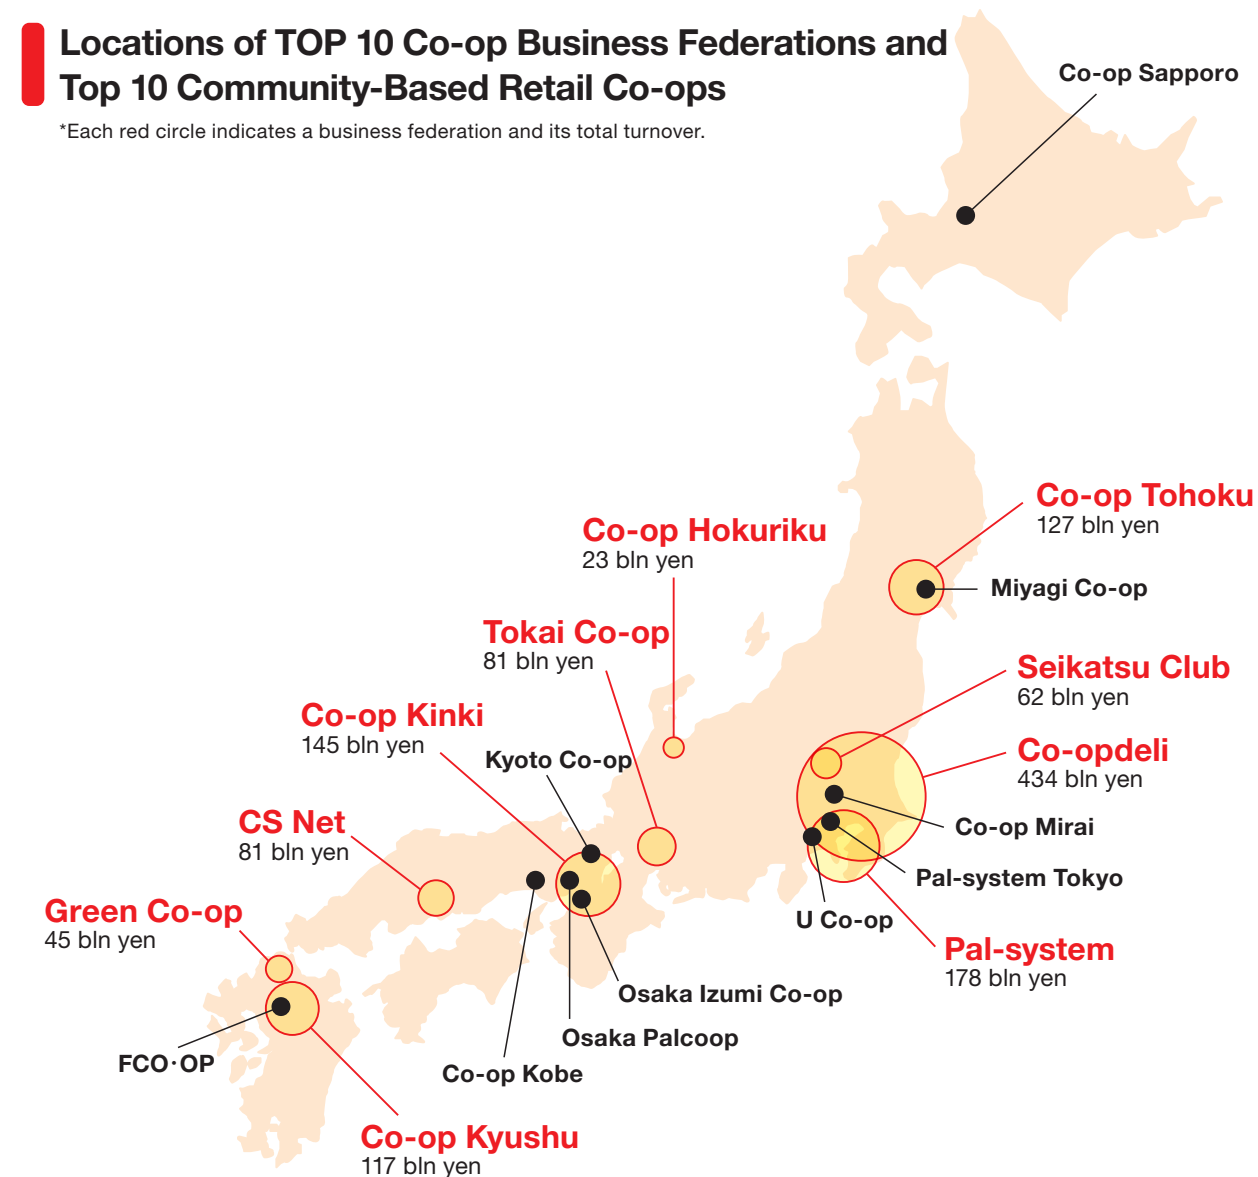 Locations of TOP 10 Co-op Business Federations and
Top 10 Community-Based Retail Co-ops
*Each red circle indicates a business federation and its total turnover.
Co-op Sapporo
Co-op Tohoku
127 bln yen
Miyagi Co-op
Co-op Hokuriku
23 bln yen
Tokai Co-op
81 bln yen
Seikatsu Club
62 bln yen
Co-op Kinki
145 bln yen
Kyoto Co-op
Co-opdeli
434 bln yen
CS Net
81 bln yen
Co-op Mirai
Pal-system Tokyo
U Co-op
Green Co-op
45 bln yen
Pal-system
178 bln yen
Osaka Izumi Co-op
Osaka Palcoop
FCO·OP
Co-op Kobe
Co-op Kyushu
117 bln yen